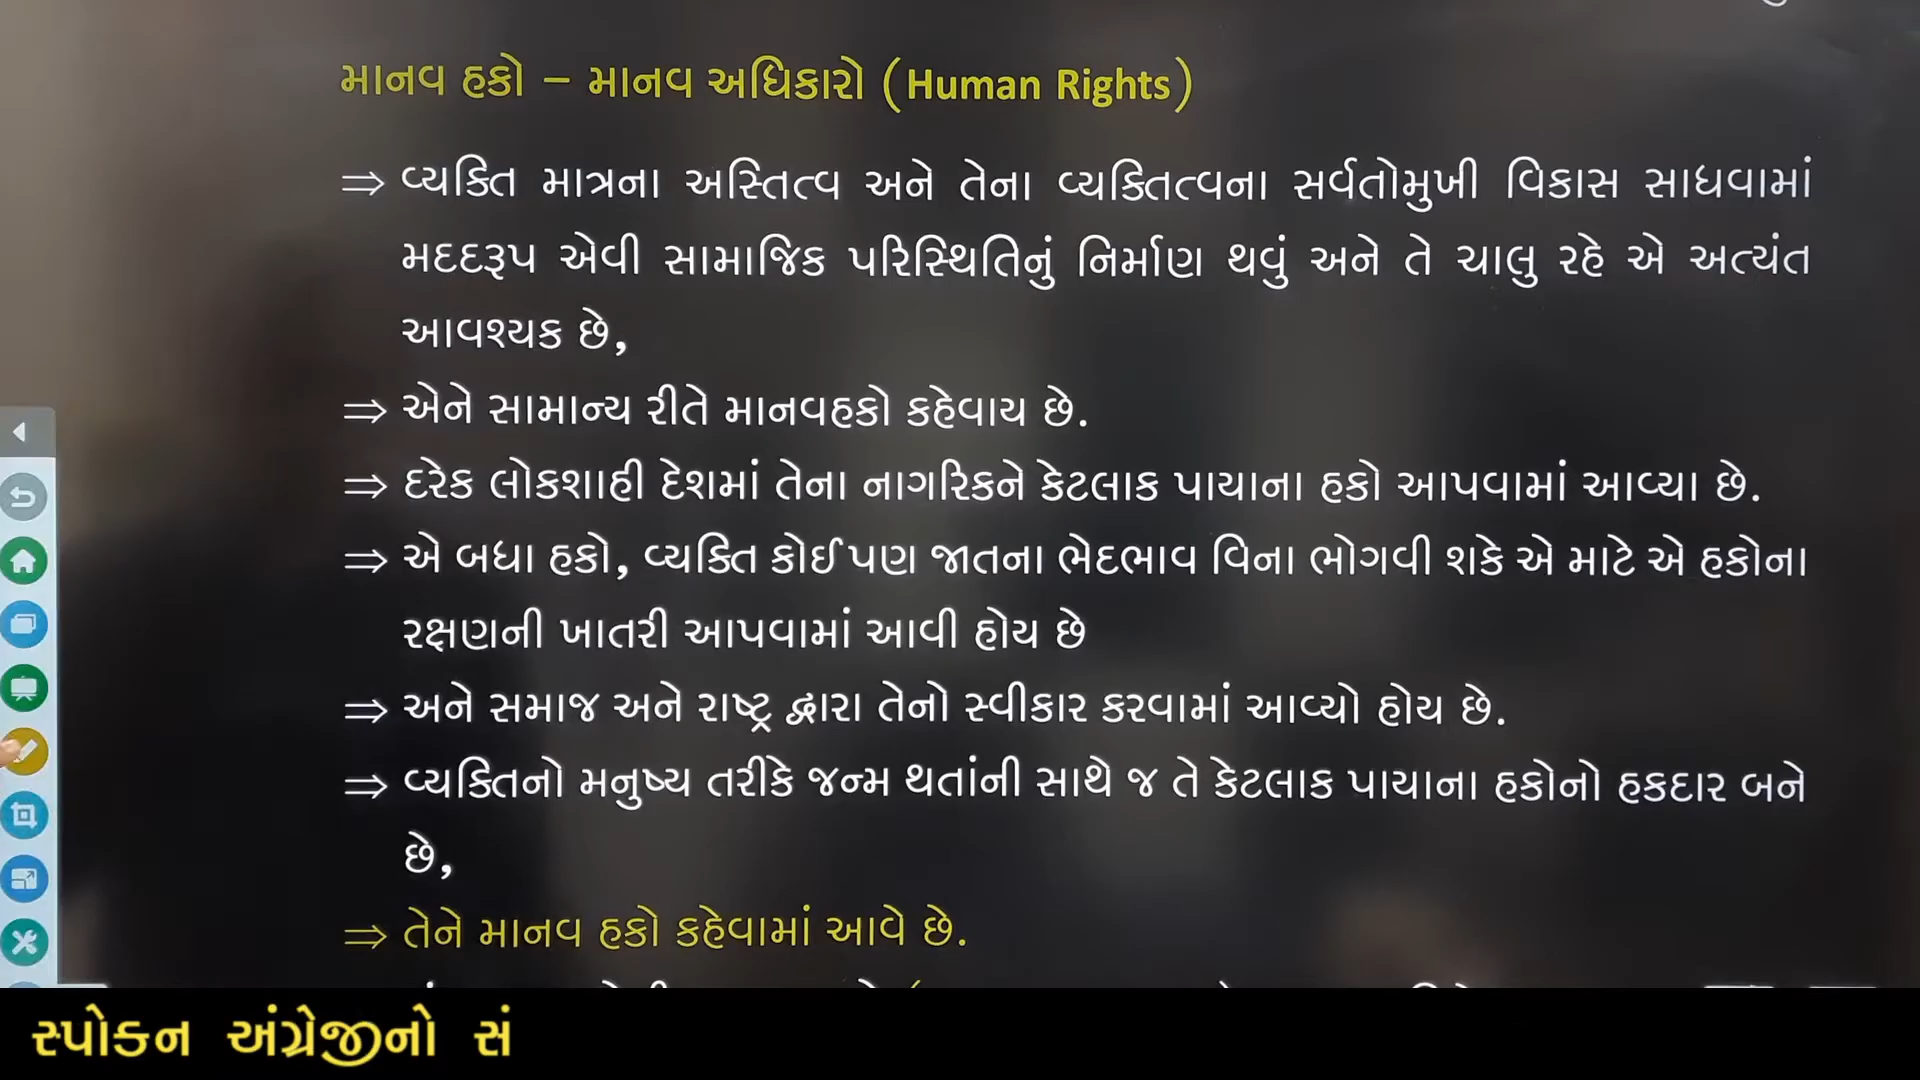 માનવ હકો – માનવ અધિકારો (Human Rights)
⇒ વ્યક્તિ માત્રના અસ્તિત્વ અને તેના વ્યક્તિત્વના સર્વતોમુખી વિકાસ સાધવામાં
મદદરૂપ એવી સામાજિક પરિસ્થિતિનું નિર્માણ થવું અને તે ચાલુ રહે એ અત્યંત
આવશ્યક છે,
⇒ એને સામાન્ય રીતે માનવહકો કહેવાય છે.
⇒ દરેક લોકશાહી દેશમાં તેના નાગરિકને કેટલાક પાયાના હકો આપવામાં આવ્યા છે.
⇒ એ બધા હકો, વ્યક્તિ કોઈપણ જાતના ભેદભાવ વિના ભોગવી શકે એ માટે એ હકોના
રક્ષણની ખાતરી આપવામાં આવી હોય છે
⇒ અને સમાજ અને રાષ્ટ્ર દ્વારા તેનો સ્વીકાર કરવામાં આવ્યો હોય છે.
⇒ વ્યક્તિનો મનુષ્ય તરીકે જન્મ થતાંની સાથે જ તે કેટલાક પાયાના હકોનો હકદાર બને
છે,
⇒ તેને માનવ હકો કહેવામાં આવે છે.
સ્પોકન અંગ્રેજીનો સં